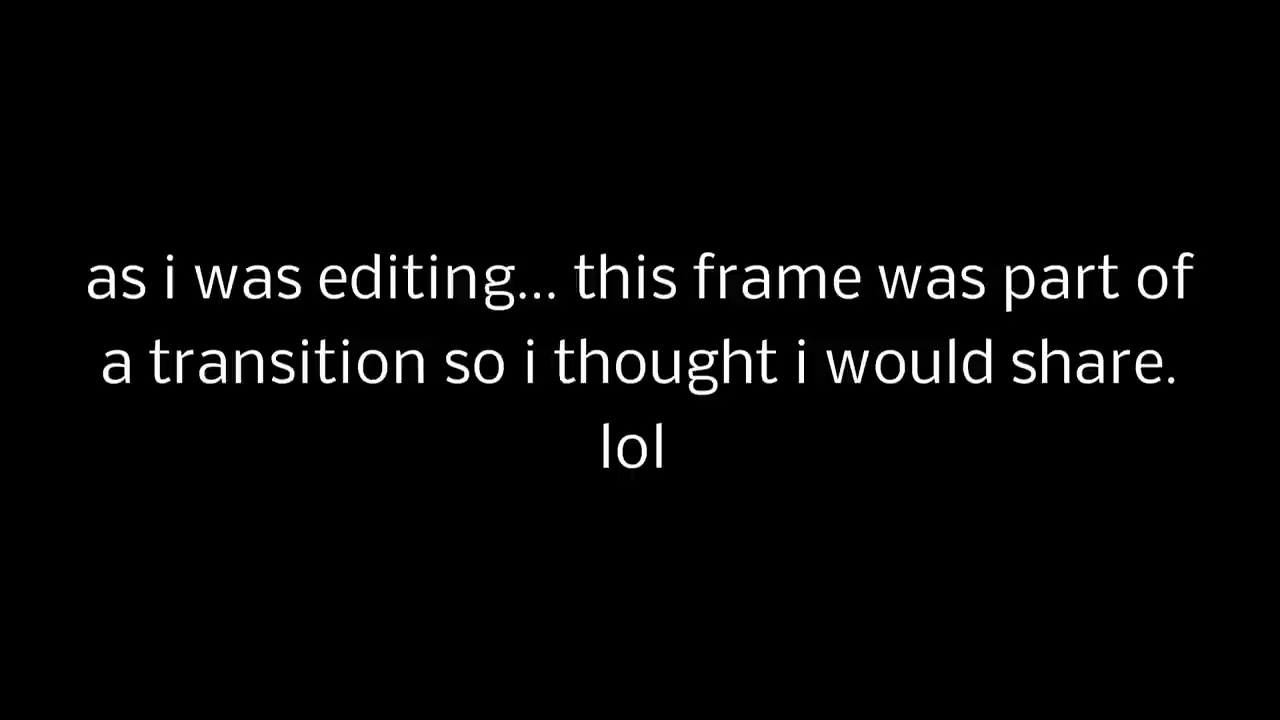 as i was editing... this frame was part of
a transition so i thought i would share.
lol